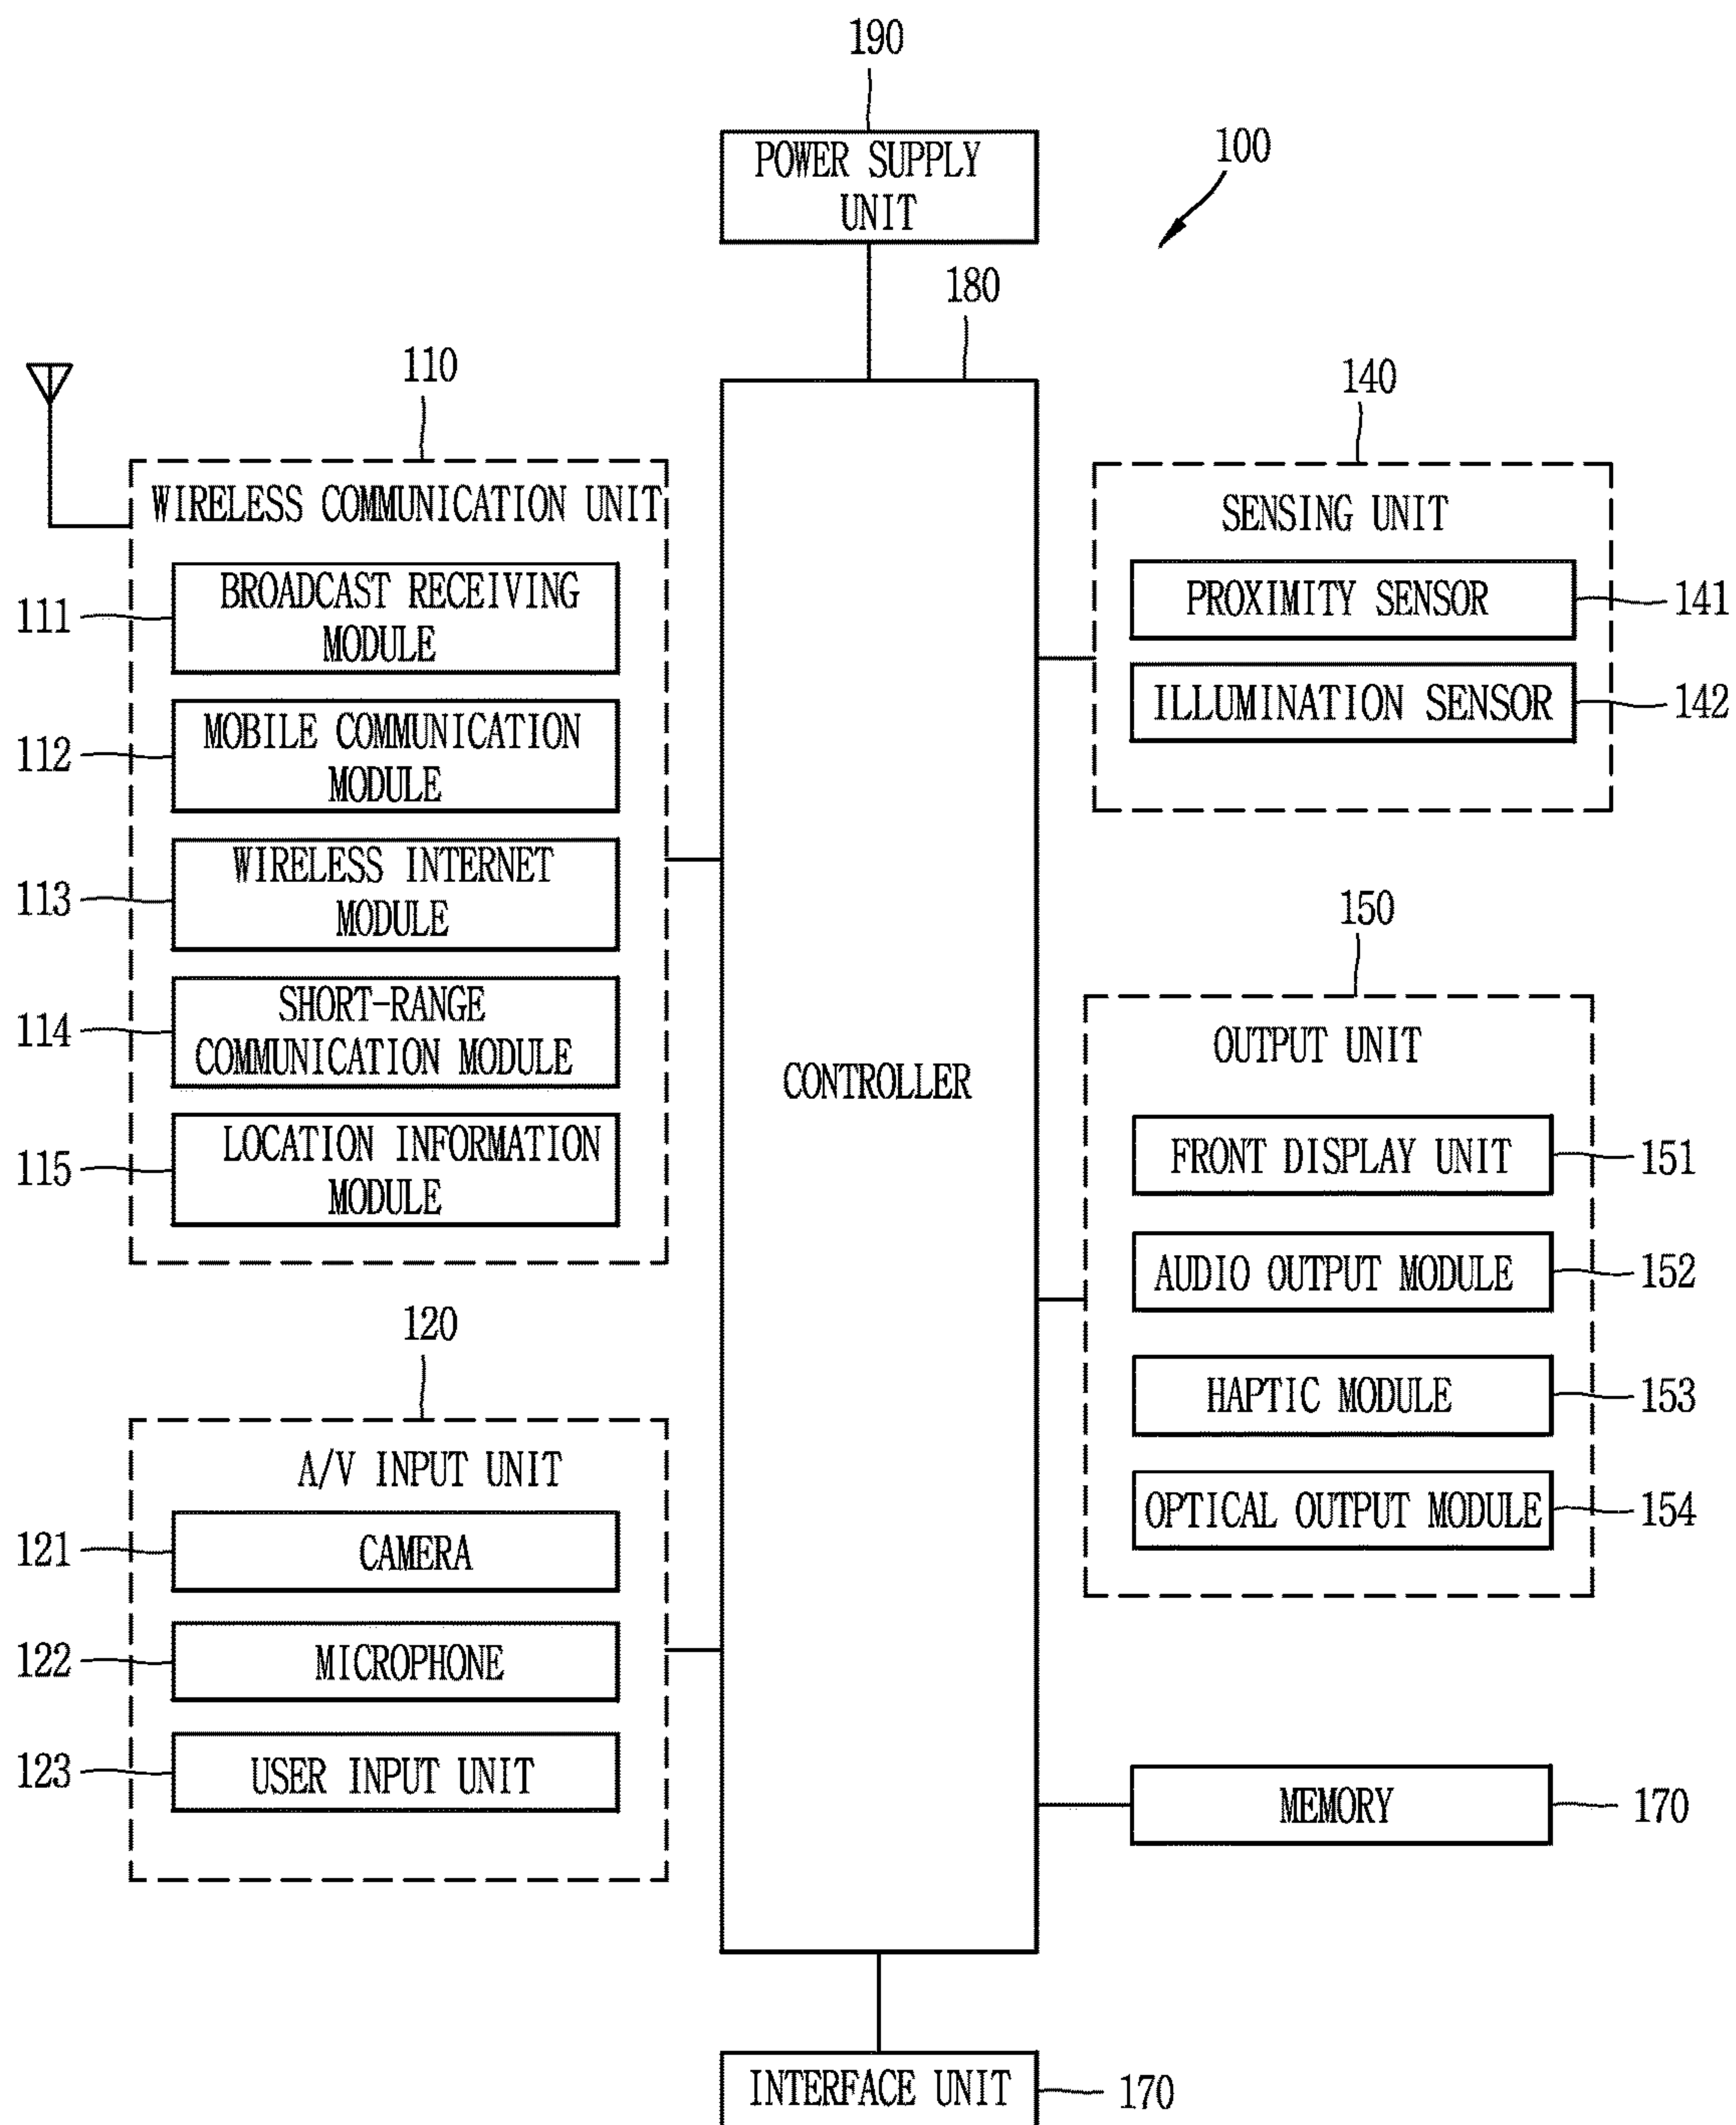 190
POWER SUPPLY
UNIT
100
180
110
WIRELESS COMMUNICATION UNIT
111
BROADCAST RECEIVING
MODULE
112
MOBILE COMMUNICATION
MODULE
113
WIRELESS INTERNET
MODULE
114
SHORT-RANGE
COMMUNICATION MODULE
115
LOCATION INFORMATION
MODULE
120
A/V INPUT UNIT
121
CAMERA
122
MICROPHONE
123
USER INPUT UNIT
CONTROLLER
140
SENSING UNIT
PROXIMITY SENSOR
141
ILLUMINATION SENSOR
142
150
OUTPUT UNIT
FRONT DISPLAY UNIT
151
AUDIO OUTPUT MODULE
152
HAPTIC MODULE
153
OPTICAL OUTPUT MODULE
154
MEMORY
170
INTERFACE UNIT
170